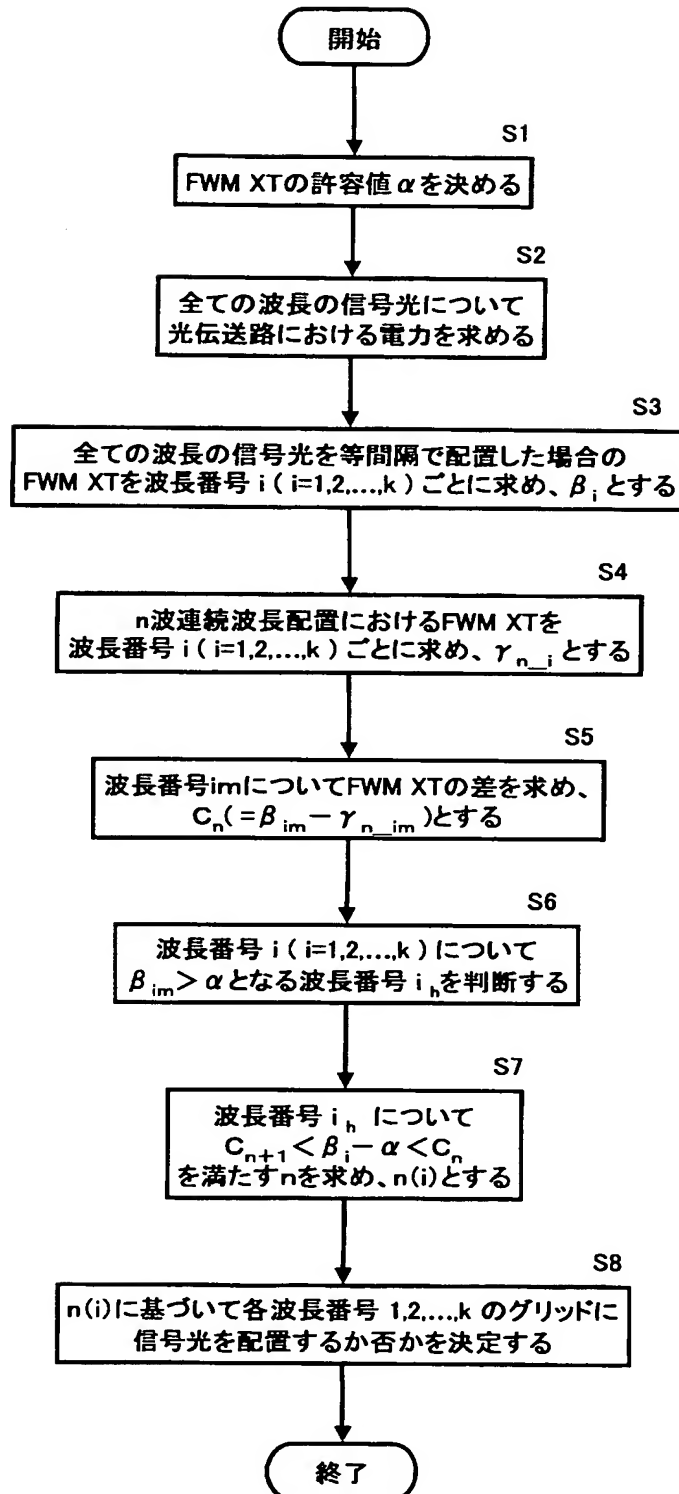 開始
S1
FWM XTの許容値αを決める
S2
全ての波長の信号光について
光伝送路における電力を求める
S3
全ての波長の信号光を等間隔で配置した場合の
FWM XTを波長番号 i ( i=1,2,...,k ) ごとに求め、β i とする
S4
n波連続波長配置におけるFWM XTを
波長番号 i ( i=1,2,...,k ) ごとに求め、γ n_i とする
S5
波長番号imについてFWM XTの差を求め、
C n (=β im − γ n_im )とする
S6
波長番号 i ( i=1,2,...,k ) について
β im > αとなる波長番号 i h を判断する
S7
波長番号 i h について
C n+1 < β i − α < C n
を満たすnを求め、n(i)とする
S8
n(i)に基づいて各波長番号 1,2,...,k のグリッドに
信号光を配置するか否かを決定する
終了